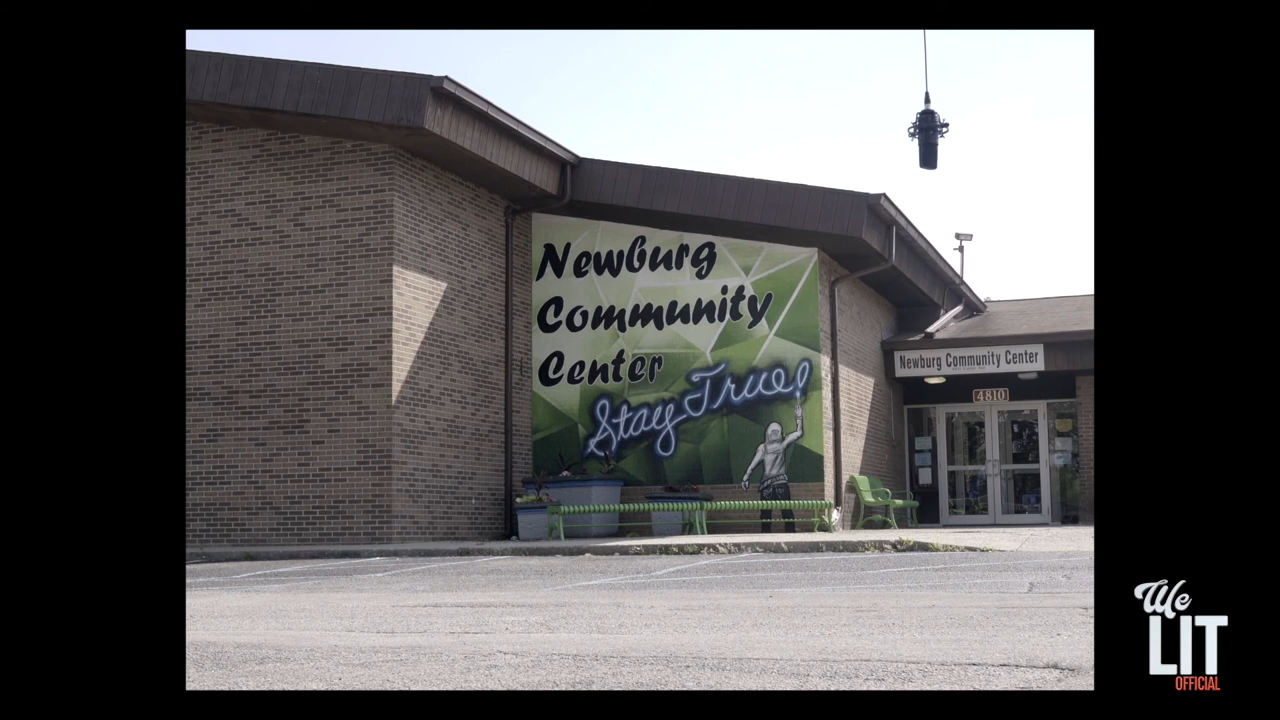 Newburg
Community
Center
Stay True!
Newburg Community Center
4810
We
LIT
OFFICIAL